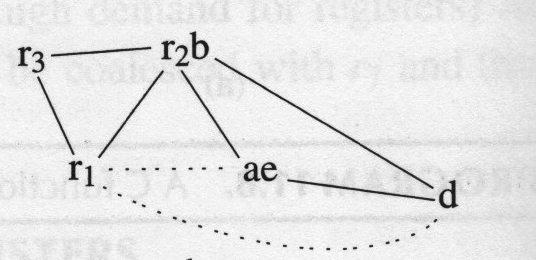 r₃ r₂b
r₁ ae d